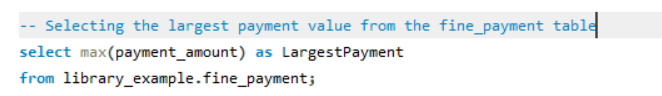 -- Selecting the largest payment value from the fine_payment table
select max(payment_amount) as LargestPayment
from library_example.fine_payment;